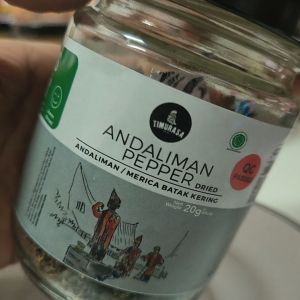 TIMURASA
ANDALIMAN
PEPPER
DRIED
ANDALIMAN / MERICA BATAK KERING
20g
QC